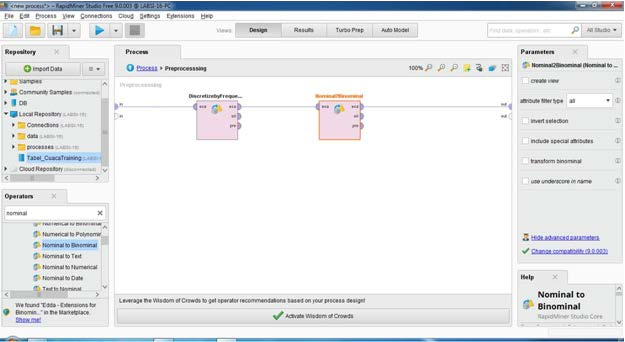 <new process*> – RapidMiner Studio Free 9.0.003 @ LABSI-16-PC
File Edit Process View Connections Cloud Settings Extensions Help
Views: Design Results Turbo Prep Auto Model
Find data, operators...etc
All Studio
Repository
Import Data
Samples
Community Samples (connected)
DB
Local Repository (LABSI-16)
Connections (LABSI-16)
data (LABSI-16)
processes (LABSI-16)
Tabel_CuacaTraining (LABSI-
Cloud Repository (disconnected)
Operators
nominal
Numerical to Binominal
Numerical to Polynomin
Nominal to Binominal
Nominal to Text
Nominal to Numerical
Nominal to Date
Text to Nominal
We found "Edda - Extensions for
Binomin..." in the Marketplace.
Show me!
Process
Process Preprocesssing
100%
Preprocesssing
DiscretizebyFreque...
Nominal2Binominal
in
in
exa
exa
ori
pre
exa
exa
ori
pre
out
out
Leverage the Wisdom of Crowds to get operator recommendations based on your process design!
Activate Wisdom of Crowds
Parameters
Nominal2Binominal (Nominal to ...
create view
attribute filter type all
invert selection
include special attributes
transform binominal
use underscore in name
Hide advanced parameters
Change compatibility (9.0.003)
Help
Nominal to
Binominal
RapidMiner Studio Core